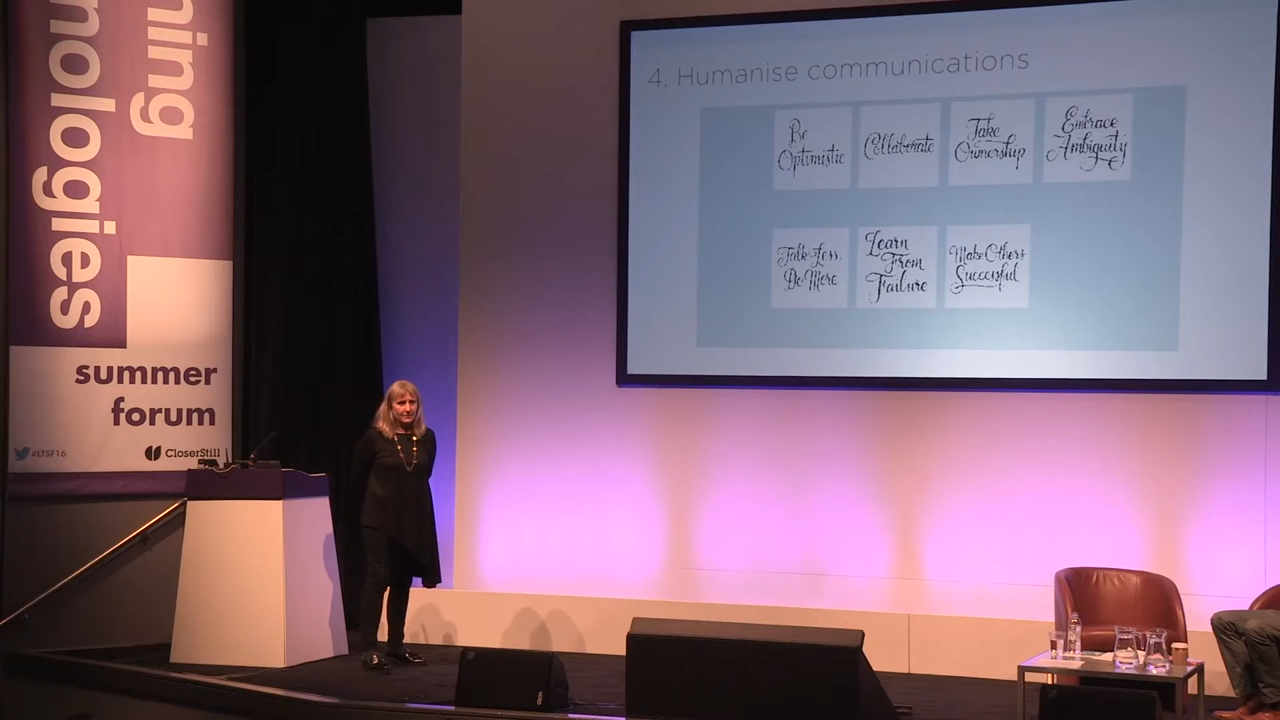 ning
nologies
summer
forum
#LTSF16
CloserStill
4. Humanise communications
Be
Optimistic
Collaborate
Take
Ownership
Embrace
Ambiguity
Talk Less,
Do More
Learn
From
Failure
Make Others
Successful